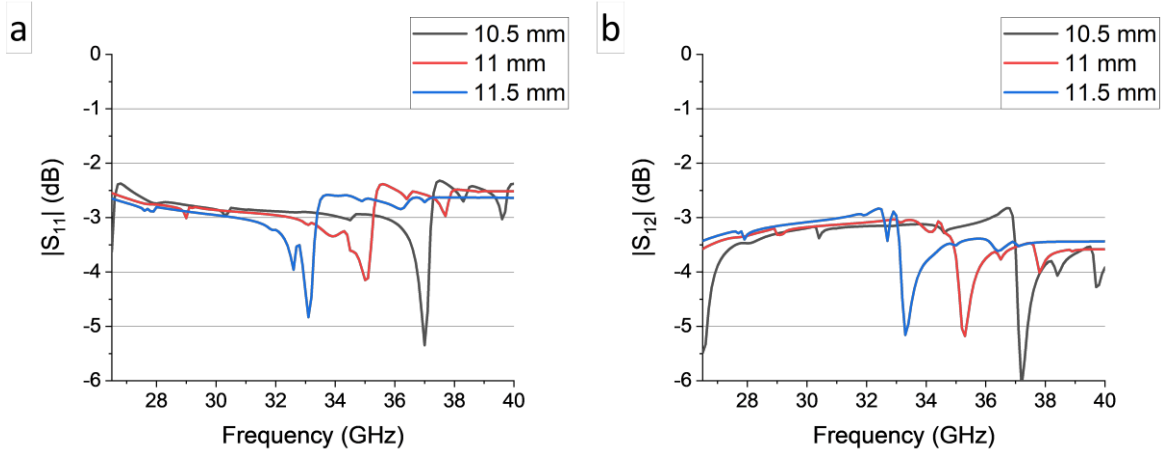 a
10.5 mm
11 mm
11.5 mm
0
-1
-2
-3
-4
-5
-6
|S11| (dB)
28 30 32 34 36 38 40
Frequency (GHz)
b
10.5 mm
11 mm
11.5 mm
0
-1
-2
-3
-4
-5
-6
|S12| (dB)
28 30 32 34 36 38 40
Frequency (GHz)